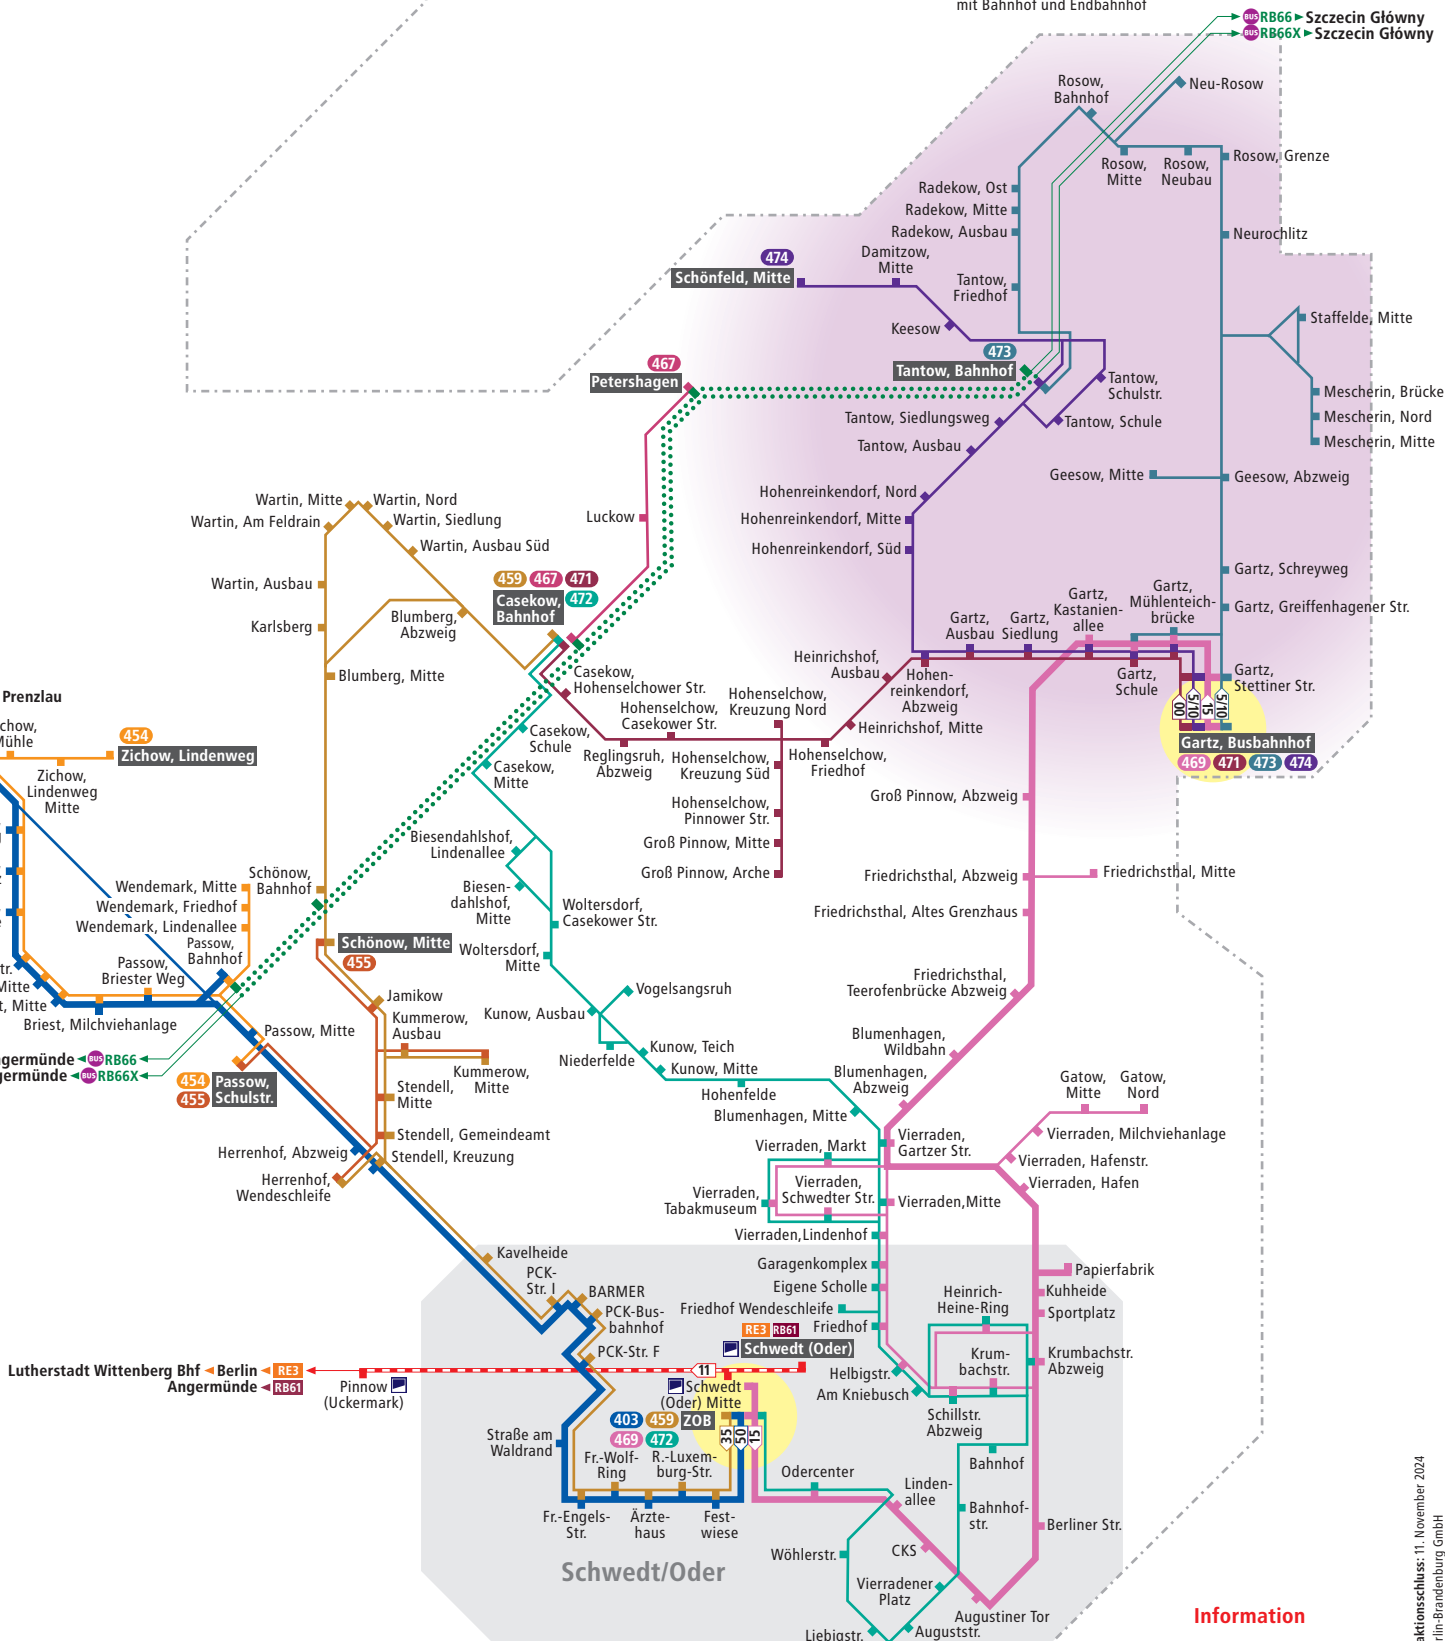 mit Bahnhof und Endbahnhof
BUS RB66 Szczecin Główny
BUS RB66X Szczecin Główny
Rosow,
Bahnhof
Neu-Rosow
Rosow,
Mitte
Rosow,
Neubau
Rosow, Grenze
Radekow, Ost
Radekow, Mitte
Radekow, Ausbau
Neurochlitz
Damitzow,
Mitte
474
Schönfeld, Mitte
Tantow,
Friedhof
Keesow
Staffelde, Mitte
473
Tantow, Bahnhof
467
Petershagen
Tantow,
Schulstr.
Mescherin, Brücke
Mescherin, Nord
Mescherin, Mitte
Tantow, Siedlungsweg
Tantow, Schule
Tantow, Ausbau
Geesow, Mitte
Geesow, Abzweig
Hohenreinkendorf, Nord
Hohenreinkendorf, Mitte
Hohenreinkendorf, Süd
Luckow
Wartin, Mitte
Wartin, Nord
Wartin, Am Feldrain
Wartin, Siedlung
Wartin, Ausbau Süd
Wartin, Ausbau
Karlsberg
Blumberg,
Abzweig
Blumberg, Mitte
459 467 471
472
Casekow,
Bahnhof
Gartz, Schreyweg
Gartz, Greiffenhagener Str.
Gartz,
Mühlenteich-
brücke
Gartz,
Kastanien-
allee
Gartz,
Siedlung
Gartz,
Ausbau
Gartz,
Schule
Gartz,
Stettiner Str.
00
5/10
15
5/10
Gartz, Busbahnhof
469 471 473 474
Heinrichshof,
Ausbau
Hohen-
reinkendorf,
Abzweig
Heinrichshof, Mitte
Casekow,
Hohenselchower Str.
Hohenselchow,
Casekower Str.
Hohenselchow,
Kreuzung Nord
Casekow,
Schule
Casekow,
Mitte
Reglingsruh,
Abzweig
Hohenselchow,
Kreuzung Süd
Hohenselchow,
Friedhof
Hohenselchow,
Pinnower Str.
Groß Pinnow, Mitte
Groß Pinnow, Arche
Groß Pinnow, Abzweig
Prenzlau
454
Zichow, Lindenweg
Zichow,
Lindenweg
Mitte
Biesendahlshof,
Lindenallee
Biesen-
dahlshof,
Mitte
Woltersdorf,
Casekower Str.
Woltersdorf,
Mitte
Friedrichsthal, Abzweig
Friedrichsthal, Mitte
Friedrichsthal, Altes Grenzhaus
Friedrichsthal,
Teerofenbrücke Abzweig
Schönow,
Bahnhof
Wendemark, Mitte
Wendemark, Friedhof
Wendemark, Lindenallee
Passow,
Bahnhof
Passow,
Briester Weg
Briest, Milchviehanlage
Schönow, Mitte
455
Jamikow
Kummerow,
Ausbau
Kummerow,
Mitte
Passow, Mitte
BUS RB66
BUS RB66X
454
455
Passow,
Schulstr.
Stendell,
Mitte
Stendell, Gemeindeamt
Stendell, Kreuzung
Herrenhof, Abzweig
Herrenhof,
Wendeschleife
Vogelsangsruh
Kunow, Ausbau
Niederfelde
Kunow, Teich
Kunow, Mitte
Hohenfelde
Blumenhagen, Mitte
Blumenhagen,
Wildbahn
Blumenhagen,
Abzweig
Gatow,
Mitte
Gatow,
Nord
Vierraden, Milchviehanlage
Vierraden, Hafenstr.
Vierraden, Hafen
Vierraden,
Gartzer Str.
Vierraden, Markt
Vierraden,
Schwedter Str.
Vierraden,
Tabakmuseum
Vierraden,Mitte
Vierraden,Lindenhof
Garagenkomplex
Eigene Scholle
Friedhof Wendeschleife
Friedhof
Papierfabrik
Kuhheide
Sportplatz
Heinrich-
Heine-Ring
Krum-
bachstr.
Krumbachstr.
Abzweig
Helbigstr.
Am Kniebusch
Schillstr.
Abzweig
Kavelheide
PCK-
Str. I
BARMER
PCK-Bus-
bahnhof
PCK-Str. F
RE3 RB61
Schwedt (Oder)
Lutherstadt Wittenberg Bhf Berlin RE3
Angermünde RB61
Pinnow
(Uckermark)
11
Schwedt
(Oder) Mitte
403 459 ZOB
469 472
35
50
15
Straße am
Waldrand
Fr.-Wolf-
Ring
R.-Luxem-
burg-Str.
Fr.-Engels-
Str.
Ärzte-
haus
Fest-
wiese
Odercenter
Linden-
allee
Bahnhof
Bahnhof-
str.
Berliner Str.
Wöhlerstr.
CKS
Vierradener
Platz
Augustiner Tor
Auguststr.
Liebigstr.
Schwedt/Oder
Information
11. November 2024